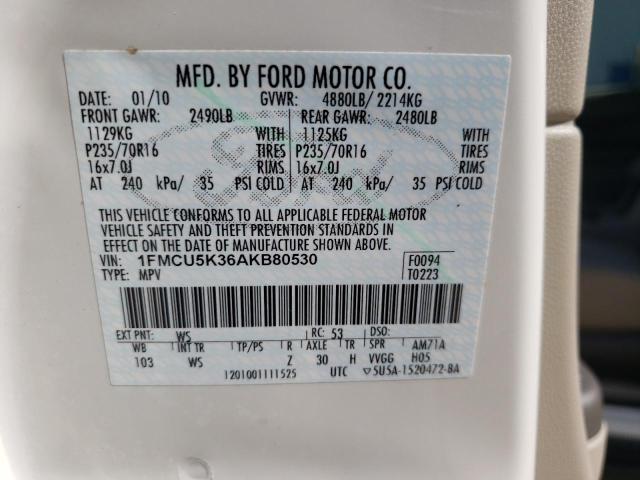 MFD. BY FORD MOTOR CO.
DATE: 01/10 GVWR: 4880LB/ 2214KG
FRONT GAWR: 2490LB REAR GAWR: 2480LB
1129KG WITH 1125KG WITH
P235/70R16 TIRES P235/70R16 TIRES
16x7.0J RIMS 16x7.0J RIMS
AT 240 kPa/ 35 PSI COLD AT 240 kPa/ 35 PSI COLD
THIS VEHICLE CONFORMS TO ALL APPLICABLE FEDERAL MOTOR
VEHICLE SAFETY AND THEFT PREVENTION STANDARDS IN
EFFECT ON THE DATE OF MANUFACTURE SHOWN ABOVE.
VIN: 1FMCU5K36AKB80530 F0094
TYPE: MPV T0223
EXT PNT: WS RC: 53 DSO:
WB INT TR TP/PS R AXLE TR SPR AM71A
103 WS Z 30 H VVGG H05
1201001111525 UTC ▽5U5A-1520472-8A